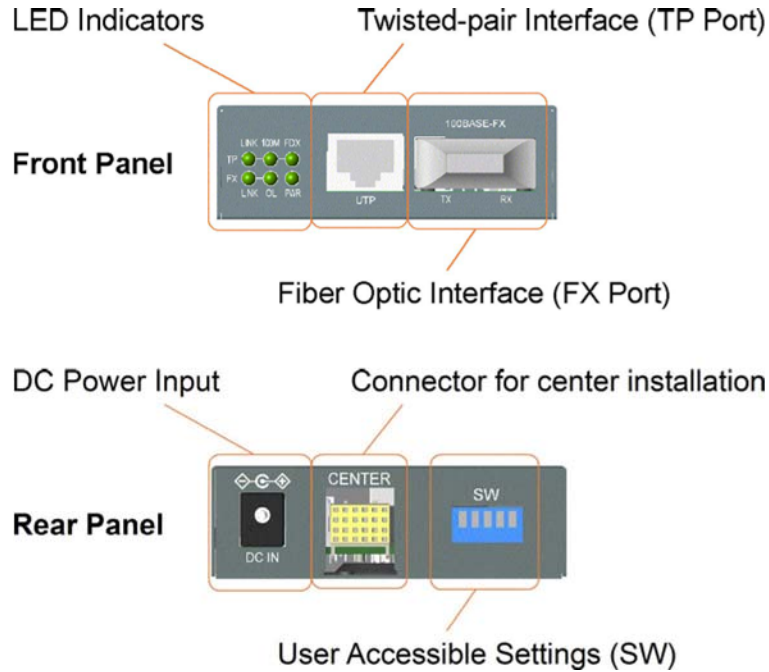 LED Indicators
Twisted-pair Interface (TP Port)
Front Panel
LINK 100M FDX
TP
FX
LNK OL PAR
UTP
100BASE-FX
TX RX
Fiber Optic Interface (FX Port)
DC Power Input
Connector for center installation
Rear Panel
DC IN
CENTER
SW
User Accessible Settings (SW)